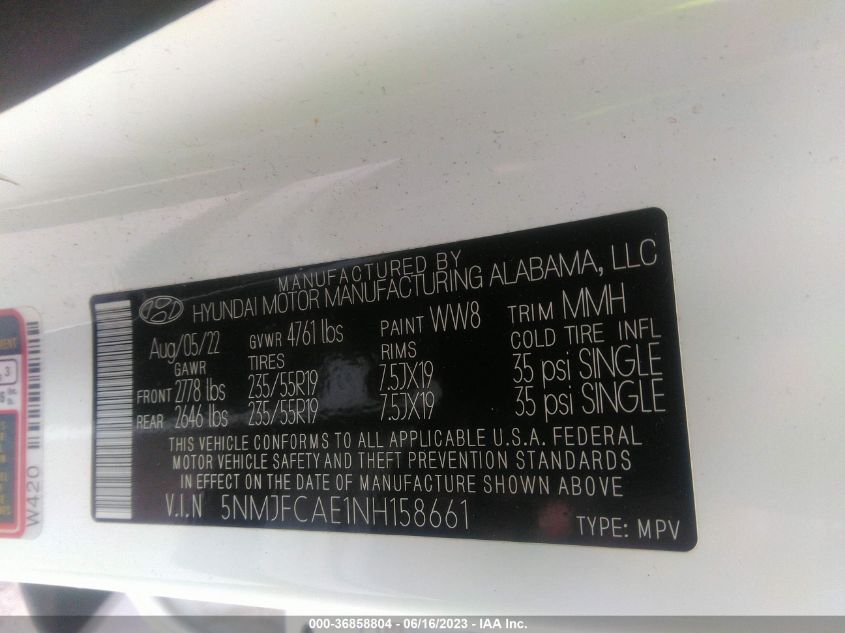 MANUFACTURED BY
HYUNDAI MOTOR MANUFACTURING ALABAMA, LLC
Aug/05/22 GVWR 4761 lbs PAINT WW8 TRIM MMH
GAWR TIRES RIMS COLD TIRE INFL
FRONT 2778 lbs 235/55R19 7.5JX19 35 psi SINGLE
REAR 2646 lbs 235/55R19 7.5JX19 35 psi SINGLE
THIS VEHICLE CONFORMS TO ALL APPLICABLE U.S.A. FEDERAL
MOTOR VEHICLE SAFETY AND THEFT PREVENTION STANDARDS
IN EFFECT ON THE DATE OF MANUFACTURE SHOWN ABOVE
V.I.N 5NMJFCAE1NH158661
TYPE: MPV
W420
000-36858804 - 06/16/2023 - IAA Inc.